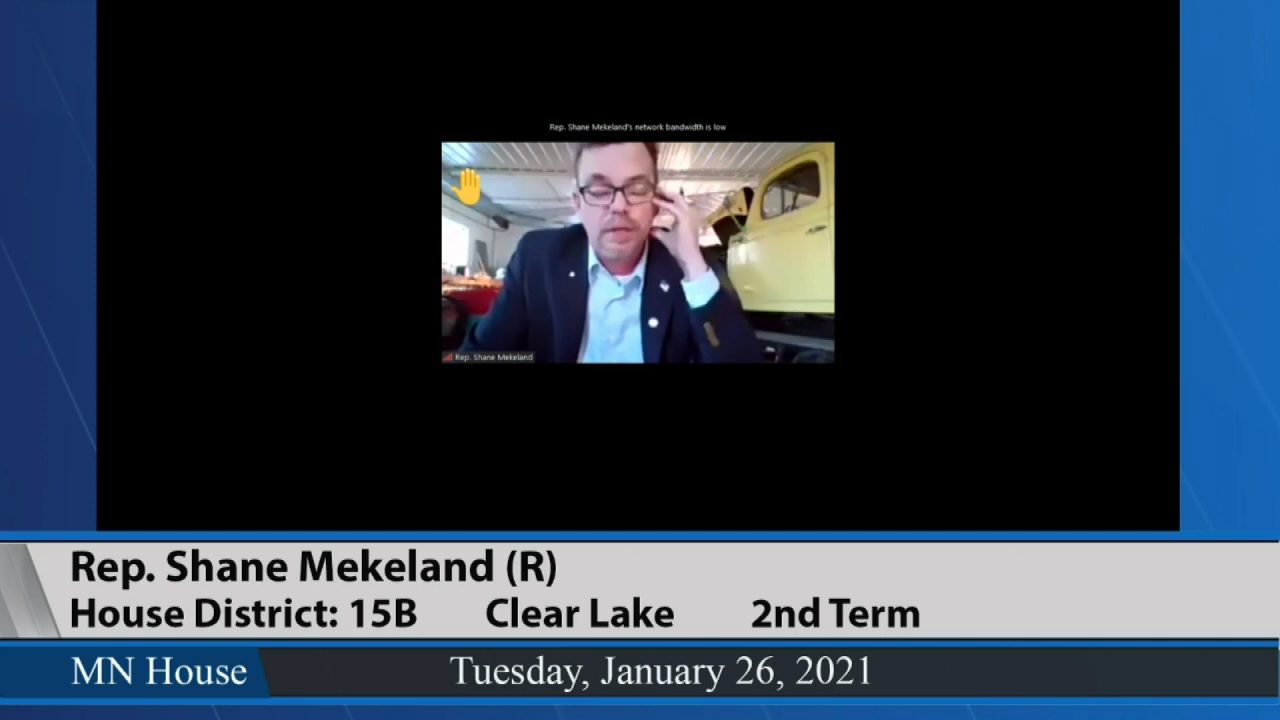 Rep. Shane Mekeland's network bandwidth is low
Rep. Shane Mekeland
Rep. Shane Mekeland (R)
House District: 15B Clear Lake 2nd Term
MN House Tuesday, January 26, 2021